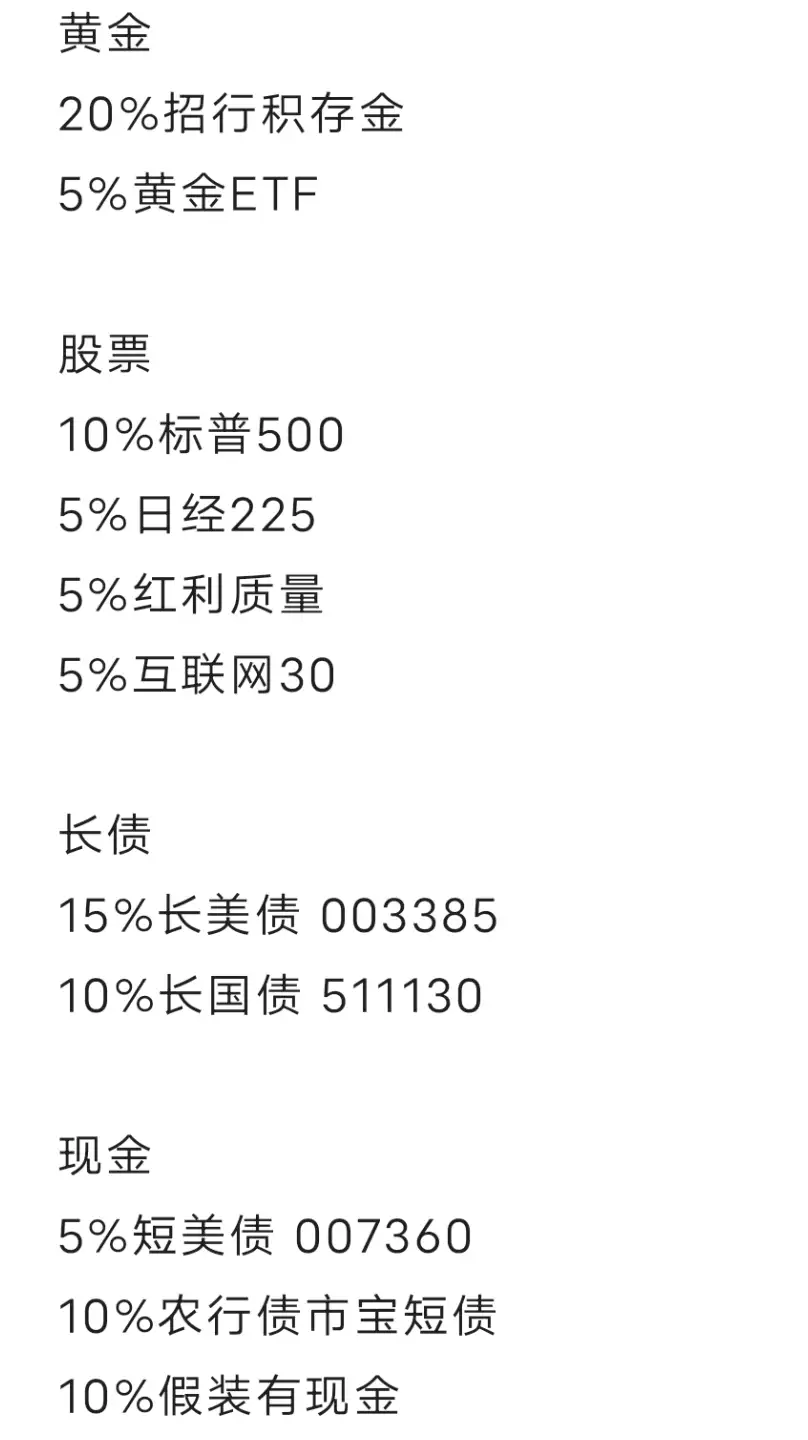 黄金
20%招行积存金
5%黄金ETF
股票
10%标普500
5%日经225
5%红利质量
5%互联网30
长债
15%长美债 003385
10%长国债 511130
现金
5%短美债 007360
10%农行债市宝短债
10%假装有现金